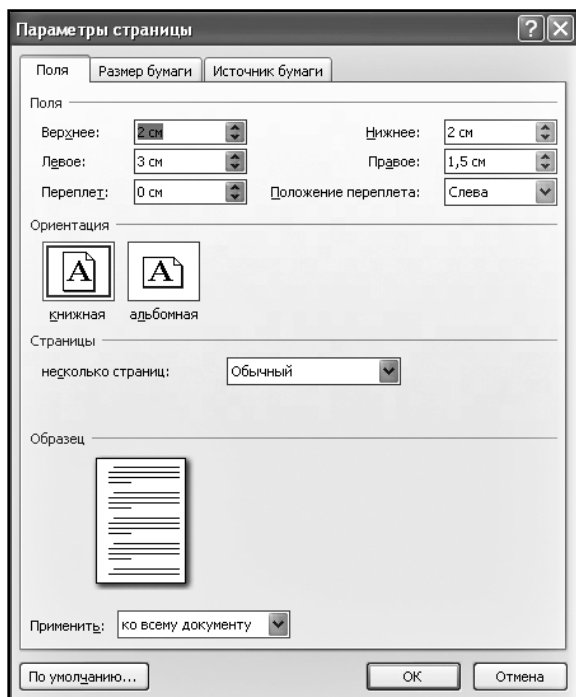 Параметры страницы
Поля Размер бумаги Источник бумаги
Поля
Верхнее: 2 см Нижнее: 2 см
Левое: 3 см Правое: 1,5 см
Переплет: 0 см Положение переплета: Слева
Ориентация
A A
книжная альбомная
Страницы
несколько страниц: Обычный
Образец
Применить: ко всему документу
По умолчанию... ОК Отмена